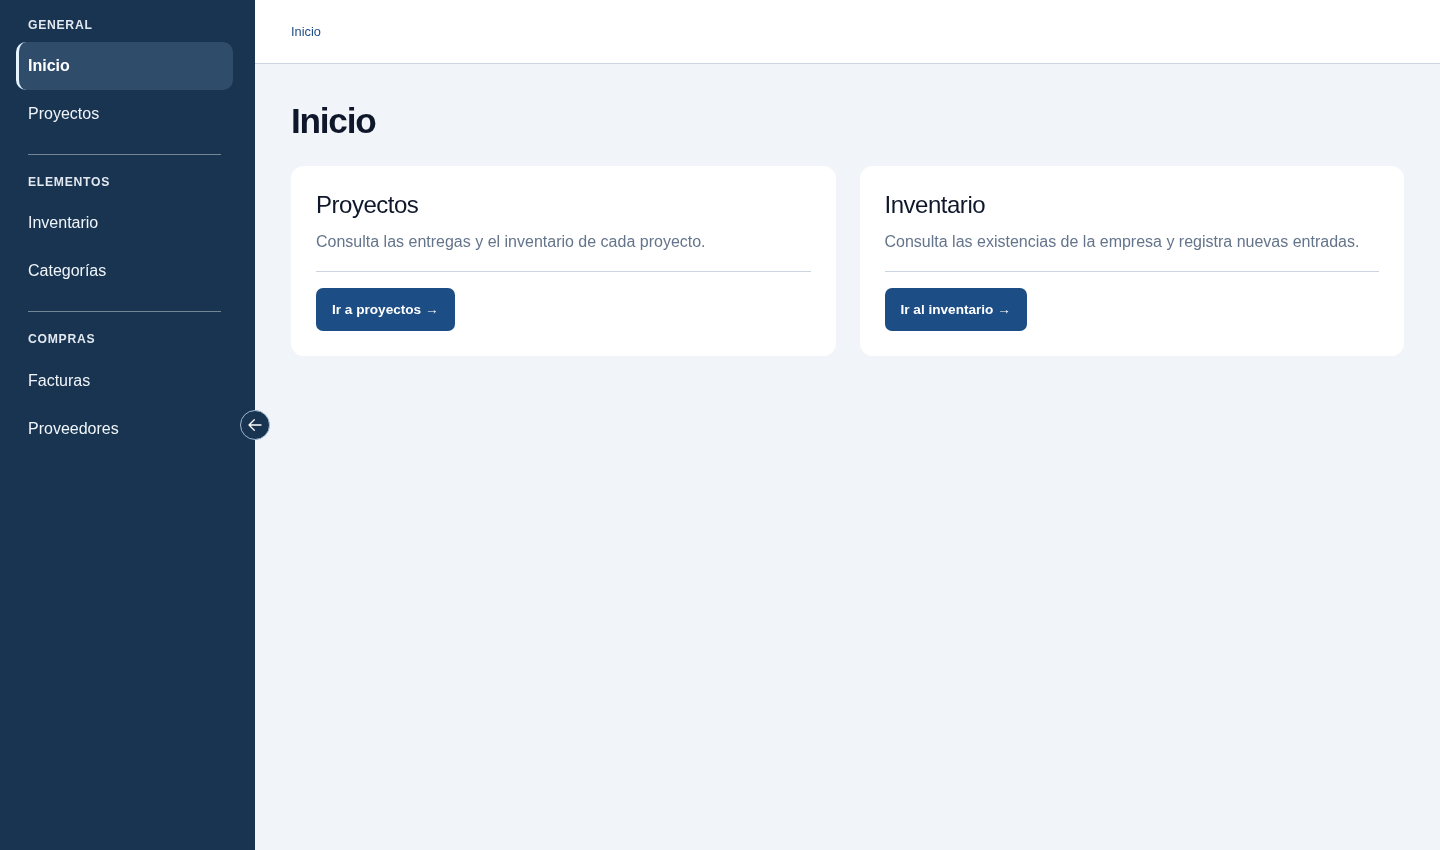 GENERAL
Inicio
Proyectos
ELEMENTOS
Inventario
Categorías
COMPRAS
Facturas
Proveedores
Inicio
Inicio
Proyectos
Consulta las entregas y el inventario de cada proyecto.
Ir a proyectos →
Inventario
Consulta las existencias de la empresa y registra nuevas entradas.
Ir al inventario →